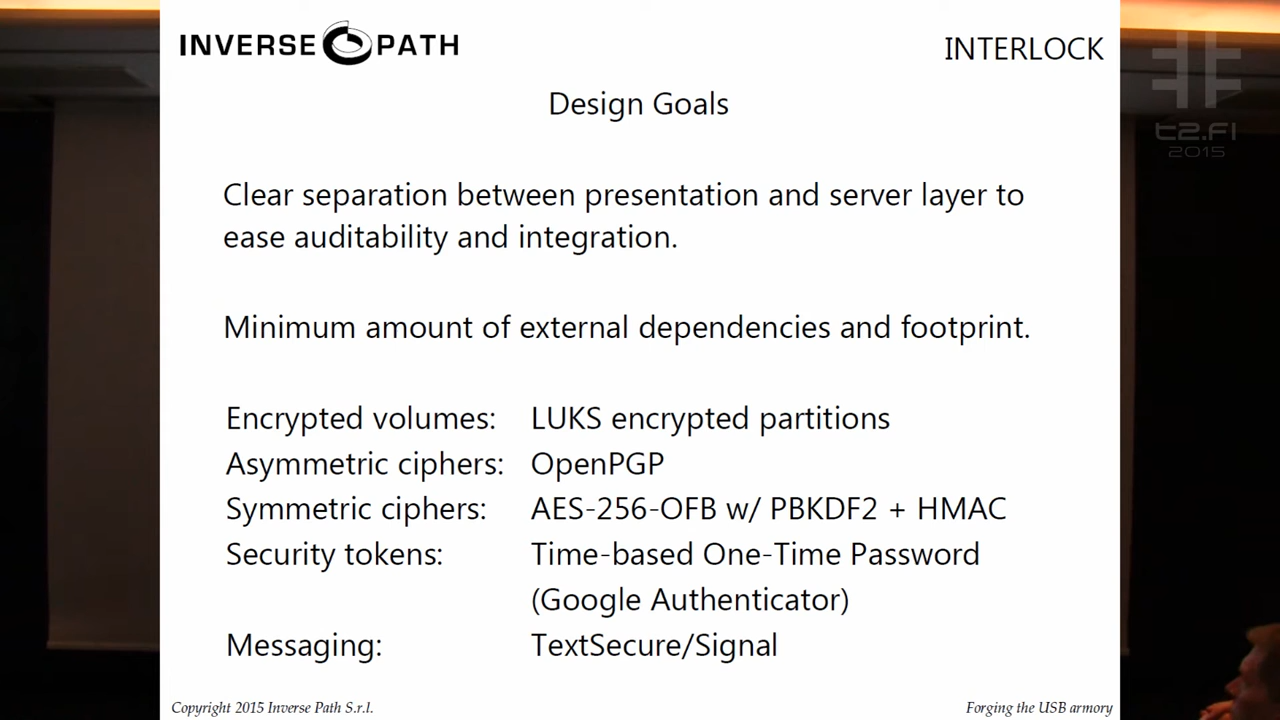 INVERSE PATH
INTERLOCK
t2.fi
2015
Design Goals
Clear separation between presentation and server layer to
ease auditability and integration.
Minimum amount of external dependencies and footprint.
Encrypted volumes: LUKS encrypted partitions
Asymmetric ciphers: OpenPGP
Symmetric ciphers: AES-256-OFB w/ PBKDF2 + HMAC
Security tokens: Time-based One-Time Password
(Google Authenticator)
Messaging: TextSecure/Signal
Copyright 2015 Inverse Path S.r.l.
Forging the USB armory